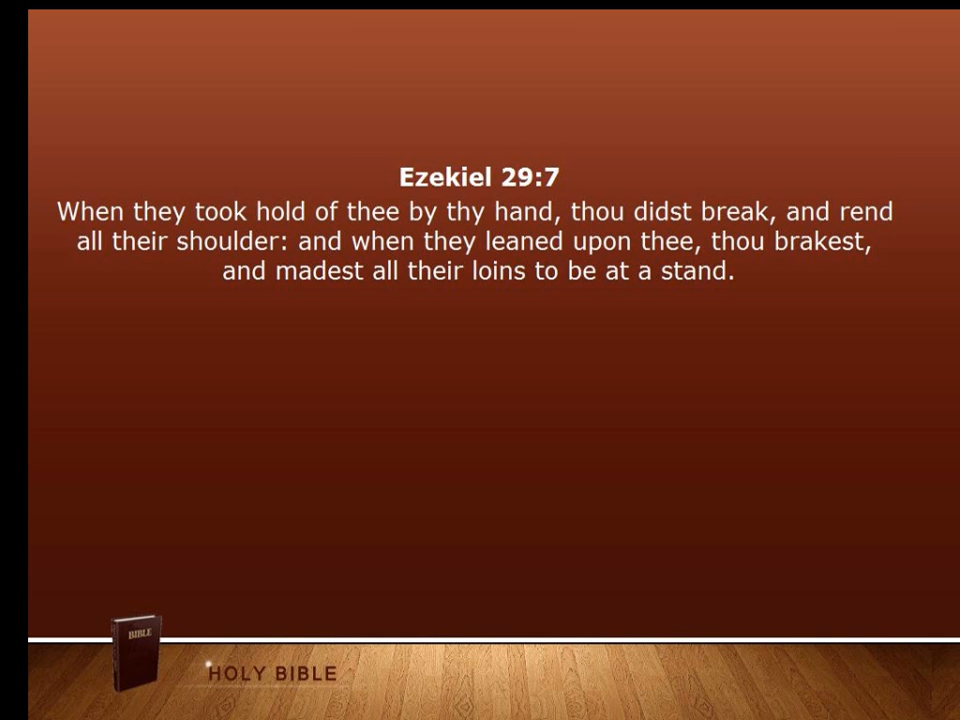 Ezekiel 29:7
When they took hold of thee by thy hand, thou didst break, and rend
all their shoulder: and when they leaned upon thee, thou brakest,
and madest all their loins to be at a stand.
BIBLE
HOLY BIBLE